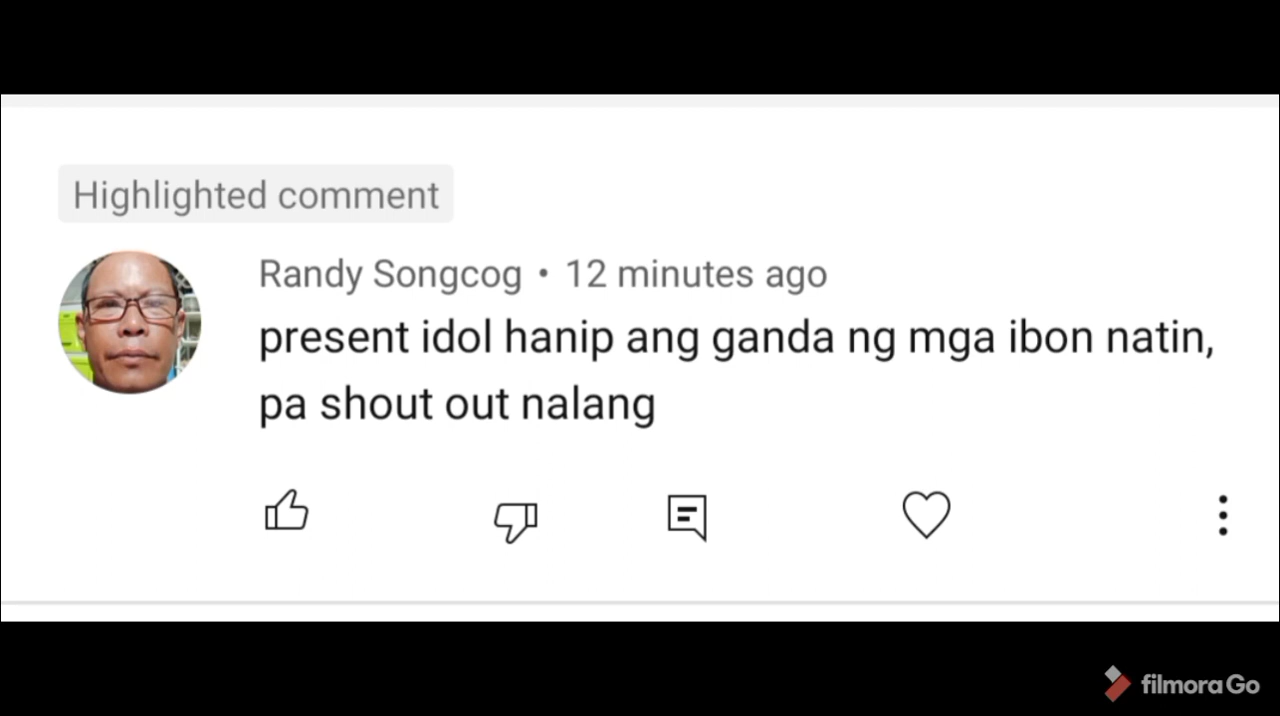 Highlighted comment
Randy Songcog • 12 minutes ago
present idol hanip ang ganda ng mga ibon natin,
pa shout out nalang
filmoraGo